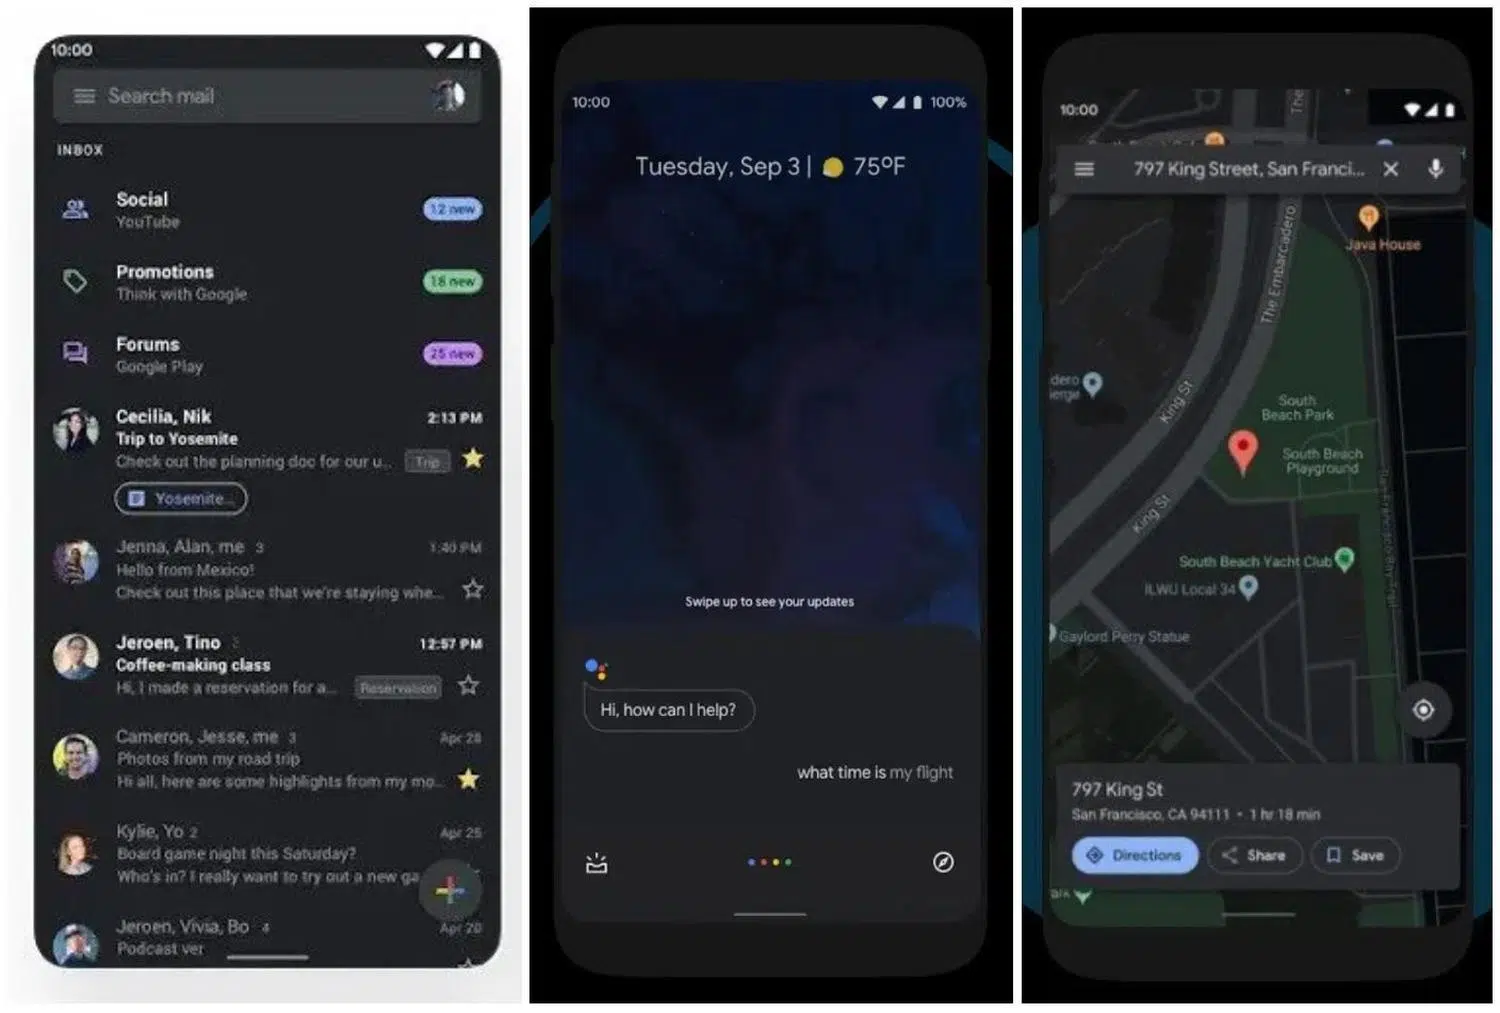 10:00
Search mail
INBOX
Social
YouTube
12 new
Promotions
Think with Google
18 new
Forums
Google Play
25 new
Cecilia, Nik
2:13 PM
Trip to Yosemite
Check out the planning doc for our u...
Trip
Yosemite...
Jenna, Alan, me 3
1:40 PM
Hello from Mexico!
Check out this place that we're staying whe...
Jeroen, Tino
12:57 PM
Coffee-making class
Hi, I made a reservation for a...
Reservation
Cameron, Jesse, me 3
Apr 28
Photos from my road trip
Hi all, here are some highlights from my mo...
Kylie, Yo 2
Apr 25
Board game night this Saturday?
Who's in? I really want to try out a new ga
Jeroen, Vivia, Bo 4
Apr 20
Podcast ver
10:00
100%
Tuesday, Sep 3 | 75ºF
Swipe up to see your updates
Hi, how can I help?
what time is my flight
10:00
The
797 King Street, San Franci...
Java House
The Embarcadero
dero
King St
South
Beach Park
South Beach
Playground
King St
South Beach Yacht Club
ILWU Local 34
Gaylord Perry Statue
797 King St
San Francisco, CA 94111 • 1 hr 18 min
Directions
Share
Save